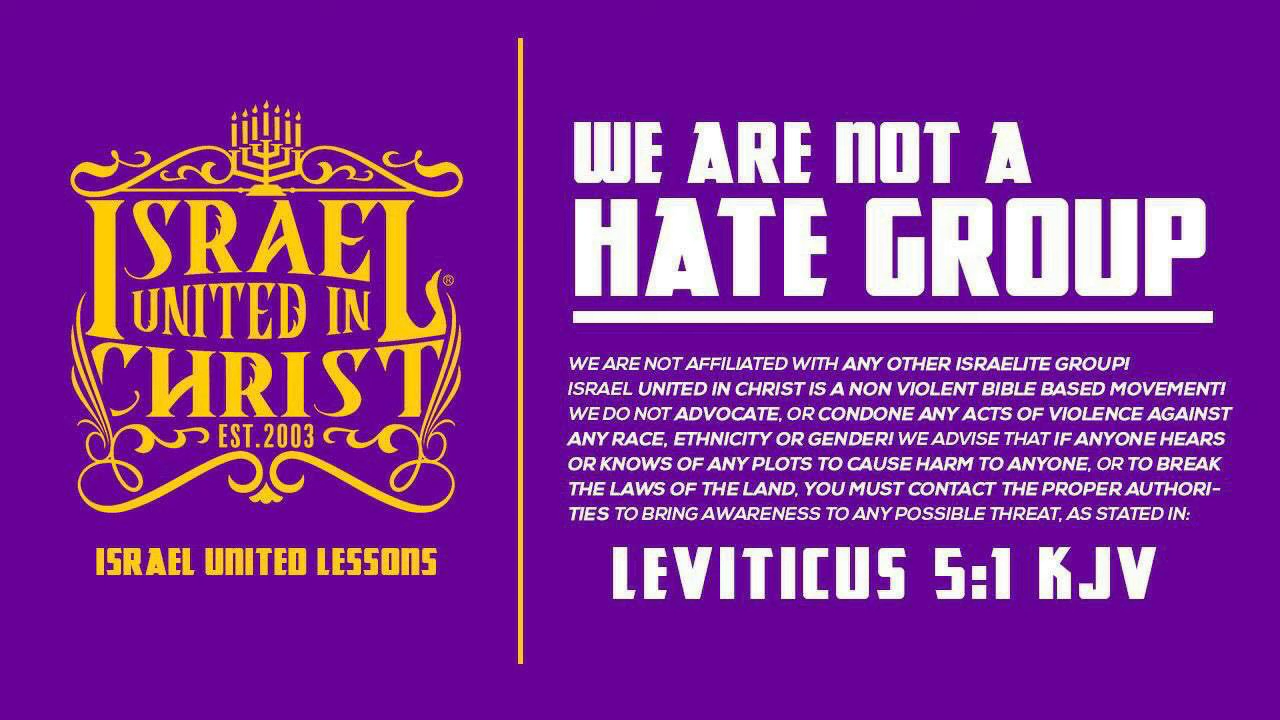 ISRAEL
UNITED IN
CHRIST
®
EST.2003
ISRAEL UNITED LESSONS
WE ARE NOT A
HATE GROUP
WE ARE NOT AFFILIATED WITH ANY OTHER ISRAELITE GROUP!
ISRAEL UNITED IN CHRIST IS A NON VIOLENT BIBLE BASED MOVEMENT!
WE DO NOT ADVOCATE, OR CONDONE ANY ACTS OF VIOLENCE AGAINST
ANY RACE, ETHNICITY OR GENDER! WE ADVISE THAT IF ANYONE HEARS
OR KNOWS OF ANY PLOTS TO CAUSE HARM TO ANYONE, OR TO BREAK
THE LAWS OF THE LAND, YOU MUST CONTACT THE PROPER AUTHORI-
TIES TO BRING AWARENESS TO ANY POSSIBLE THREAT, AS STATED IN:
LEVITICUS 5:1 KJV